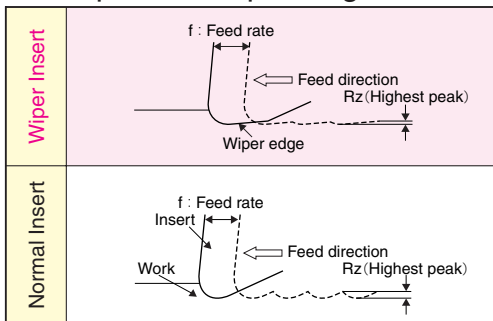 Wiper Insert
f : Feed rate
Feed direction
Rz(Highest peak)
Wiper edge
Normal Insert
f : Feed rate
Insert
Feed direction
Work
Rz(Highest peak)